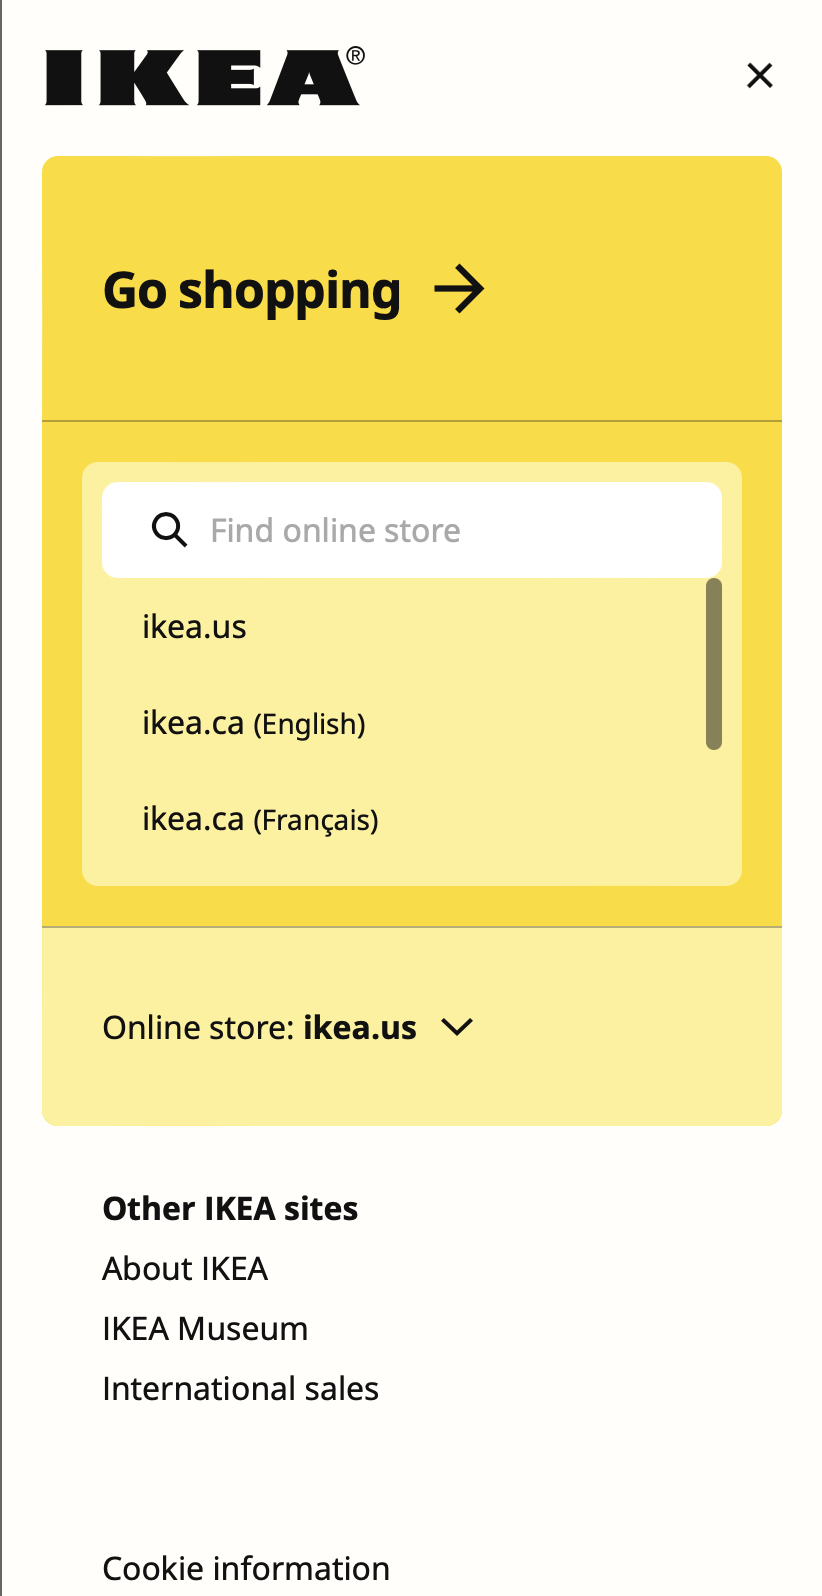 IKEA®
Go shopping
Find online store
ikea.us
ikea.ca (English)
ikea.ca (Français)
Online store: ikea.us
Other IKEA sites
About IKEA
IKEA Museum
International sales
Cookie information